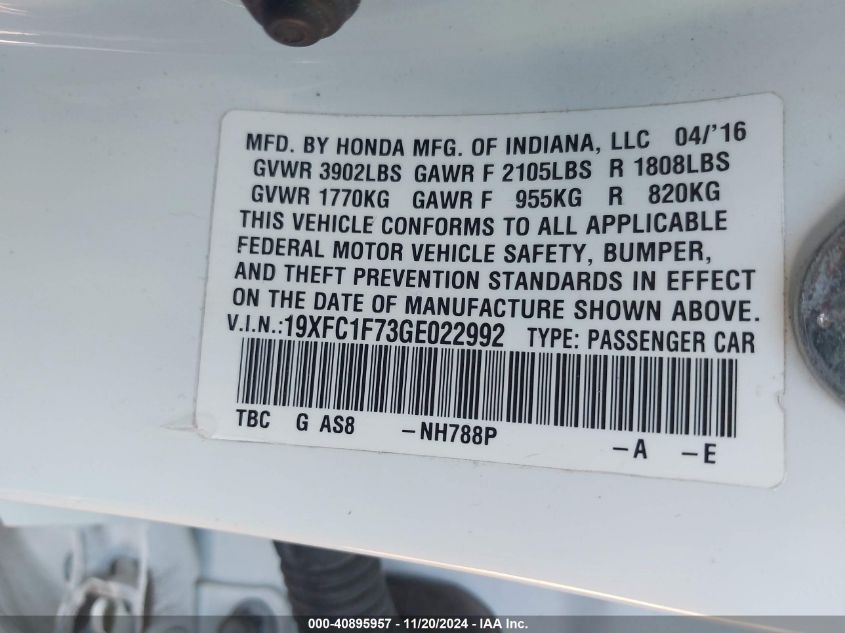 MFD. BY HONDA MFG. OF INDIANA, LLC 04/'16
GVWR 3902LBS GAWR F 2105LBS R 1808LBS
GVWR 1770KG GAWR F 955KG R 820KG
THIS VEHICLE CONFORMS TO ALL APPLICABLE
FEDERAL MOTOR VEHICLE SAFETY, BUMPER,
AND THEFT PREVENTION STANDARDS IN EFFECT
ON THE DATE OF MANUFACTURE SHOWN ABOVE.
V.I.N.:19XFC1F73GE022992 TYPE: PASSENGER CAR
TBC G AS8 -NH788P -A -E
000-40895957 - 11/20/2024 - IAA Inc.